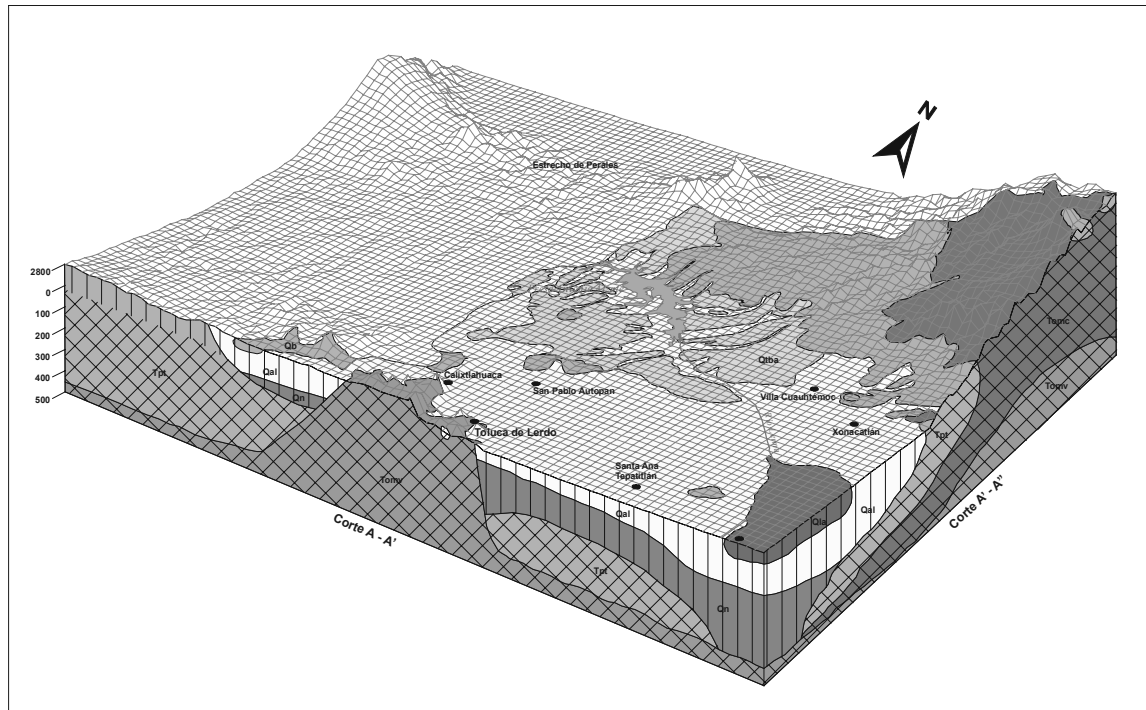 N
Estrecho de Perales
2800
0
100
200
300
400
500
Qb
Tpt
Qal
Qn
Calixtlahuaca
San Pablo Autopan
Qtba
Villa Cuauhtémoc
Xonacatlán
Toluca de Lerdo
Santa Ana
Tepatitlán
Tomc
Tomv
Tpt
Tomv
Qal
Qla
Qal
Tpt
Qn
Corte A - A'
Corte A' - A"